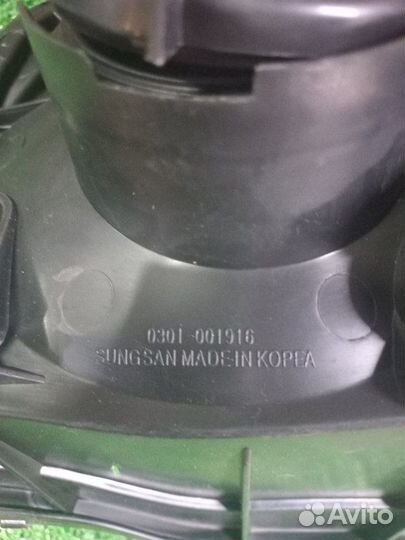 0301-001916
SUNGSAN MADE-IN KOPEA
Avito